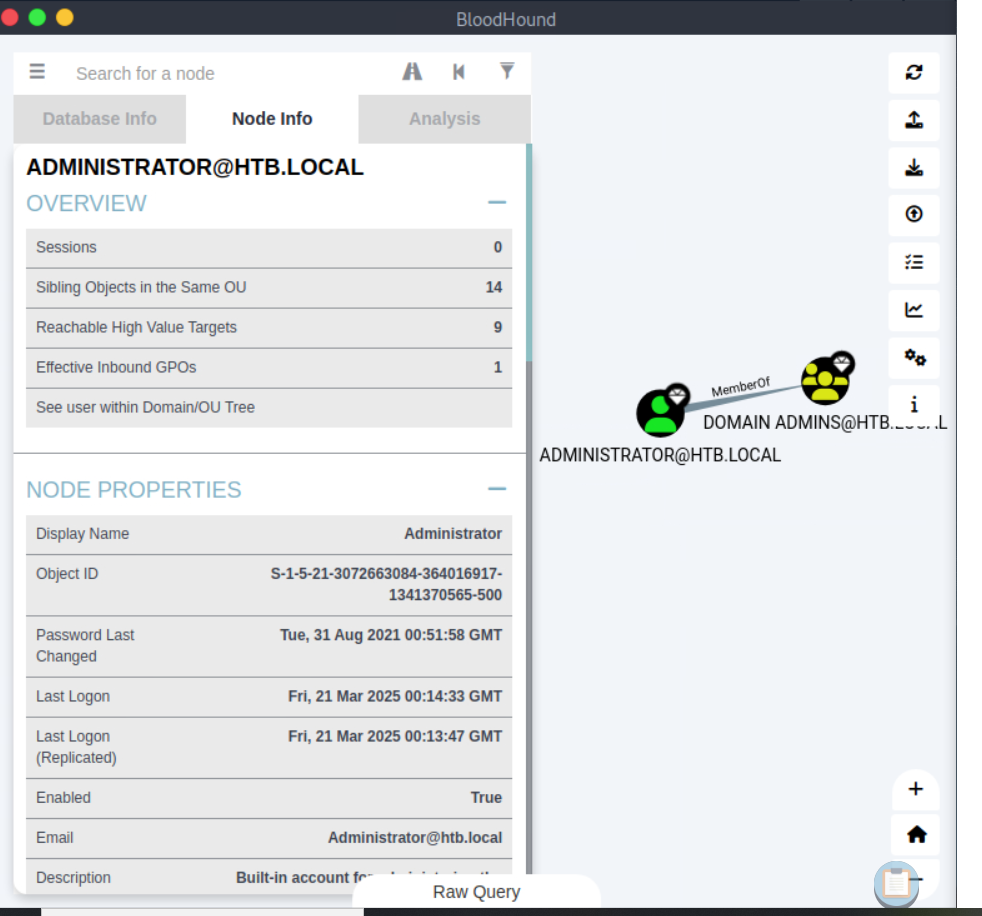 BloodHound
Search for a node
Database Info Node Info Analysis
ADMINISTRATOR@HTB.LOCAL
OVERVIEW
Sessions 0
Sibling Objects in the Same OU 14
Reachable High Value Targets 9
Effective Inbound GPOs 1
See user within Domain/OU Tree
NODE PROPERTIES
Display Name Administrator
Object ID S-1-5-21-3072663084-364016917-
1341370565-500
Password Last Tue, 31 Aug 2021 00:51:58 GMT
Changed
Last Logon Fri, 21 Mar 2025 00:14:33 GMT
Last Logon Fri, 21 Mar 2025 00:13:47 GMT
(Replicated)
Enabled True
Email Administrator@htb.local
Description Built-in account
Raw Query
MemberOf
DOMAIN ADMINS@HTB.LOCAL
ADMINISTRATOR@HTB.LOCAL